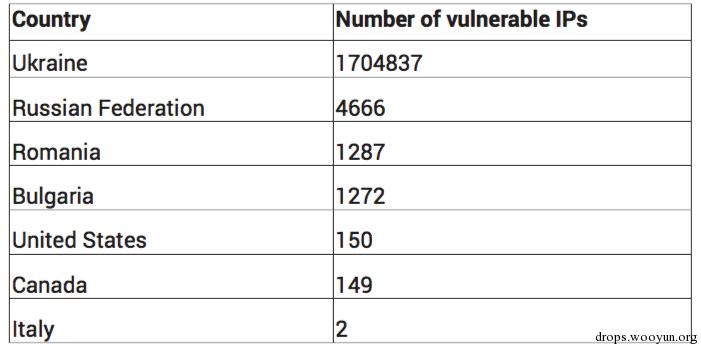 Country Number of vulnerable IPs
Ukraine 1704837
Russian Federation 4666
Romania 1287
Bulgaria 1272
United States 150
Canada 149
Italy 2
drops.wooyun.org